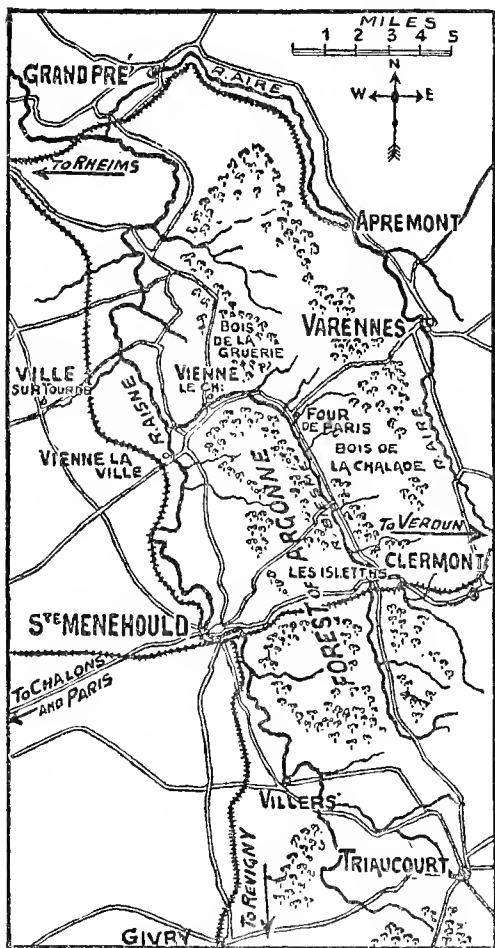 MILES
0 1 2 3 4 5
N
W E
GRANDPRÉ
R. AIRE
TO RHEIMS
APREMONT
VARENNES
BOIS
DE LA
GRUERIE
VILLE
SUR TOURBE
VIENNE
LE CH:
R. AISNE
FOUR
DE PARIS
R. AIRE
BOIS DE
LA CHALADE
VIENNE LA
VILLE
FOREST OF ARGONNE
TO VERDUN
CLERMONT
LES ISLETTES
STE MENEHOULD
TO CHALONS
AND PARIS
VILLERS
TRIAUCOURT
TO REVIGNY
GIVRY